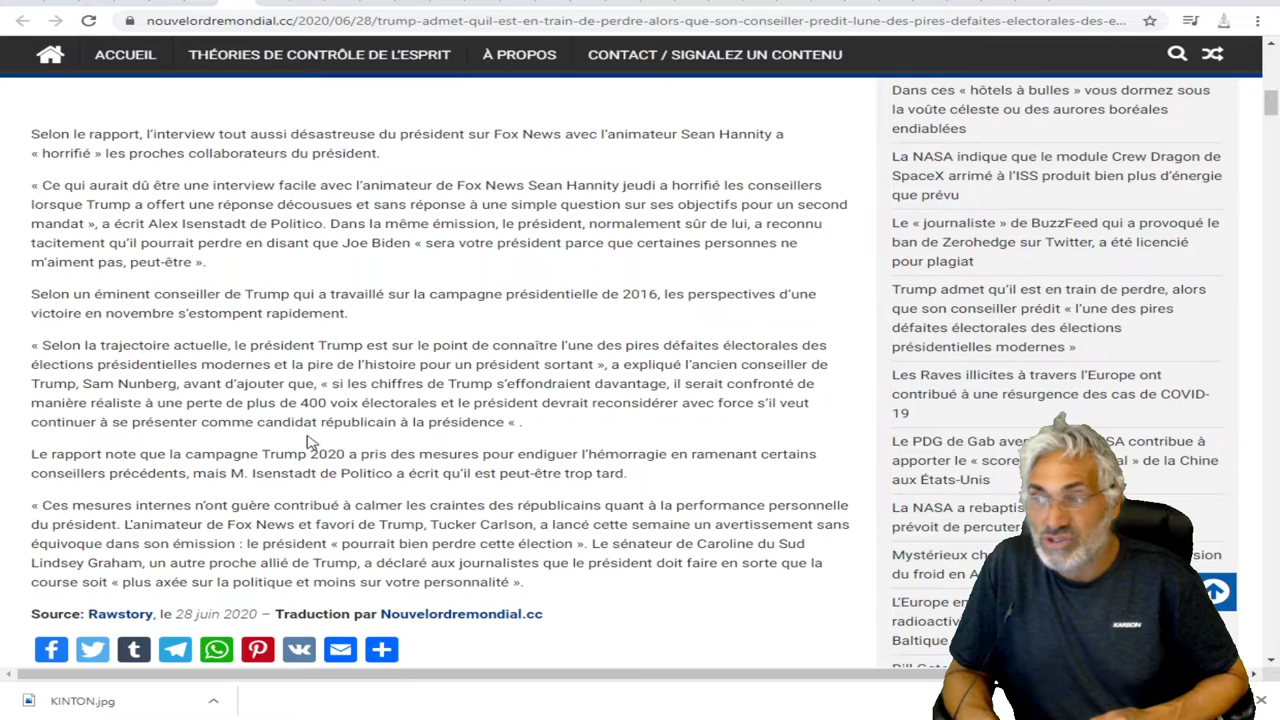 nouvelordremondial.cc/2020/06/28/trump-admet-quil-est-en-train-de-perdre-alors-que-son-conseiller-predit-lune-des-pires-defaites-electorales-des-e...
ACCUEIL THÉORIES DE CONTRÔLE DE L'ESPRIT À PROPOS CONTACT / SIGNALEZ UN CONTENU
Selon le rapport, l'interview tout aussi désastreuse du président sur Fox News avec l'animateur Sean Hannity a
« horrifié » les proches collaborateurs du président.
« Ce qui aurait dû être une interview facile avec l'animateur de Fox News Sean Hannity jeudi a horrifié les conseillers
lorsque Trump a offert une réponse décousues et sans réponse à une simple question sur ses objectifs pour un second
mandat », a écrit Alex Isenstadt de Politico. Dans la même émission, le président, normalement sûr de lui, a reconnu
tacitement qu'il pourrait perdre en disant que Joe Biden « sera votre président parce que certaines personnes ne
m'aiment pas, peut-être ».
Selon un éminent conseiller de Trump qui a travaillé sur la campagne présidentielle de 2016, les perspectives d'une
victoire en novembre s'estompent rapidement.
« Selon la trajectoire actuelle, le président Trump est sur le point de connaître l'une des pires défaites électorales des
élections présidentielles modernes et la pire de l'histoire pour un président sortant », a expliqué l'ancien conseiller de
Trump, Sam Nunberg, avant d'ajouter que, « si les chiffres de Trump s'effondraient davantage, il serait confronté de
manière réaliste à une perte de plus de 400 voix électorales et le président devrait reconsidérer avec force s'il veut
continuer à se présenter comme candidat républicain à la présidence « .
Le rapport note que la campagne Trump 2020 a pris des mesures pour endiguer l'hémorragie en ramenant certains
conseillers précédents, mais M. Isenstadt de Politico a écrit qu'il est peut-être trop tard.
« Ces mesures internes n'ont guère contribué à calmer les craintes des républicains quant à la performance personnelle
du président. L'animateur de Fox News et favori de Trump, Tucker Carlson, a lancé cette semaine un avertissement sans
équivoque dans son émission : le président « pourrait bien perdre cette élection ». Le sénateur de Caroline du Sud
Lindsey Graham, un autre proche allié de Trump, a déclaré aux journalistes que le président doit faire en sorte que la
course soit « plus axée sur la politique et moins sur votre personnalité ».
Source: Rawstory, le 28 juin 2020 – Traduction par Nouvelordremondial.cc
Dans ces « hôtels à bulles » vous dormez sous
la voûte céleste ou des aurores boréales
endiablées
La NASA indique que le module Crew Dragon de
SpaceX arrimé à l'ISS produit bien plus d'énergie
que prévu
Le « journaliste » de BuzzFeed qui a provoqué le
ban de Zerohedge sur Twitter, a été licencié
pour plagiat
Trump admet qu'il est en train de perdre, alors
que son conseiller prédit « l'une des pires
défaites électorales des élections
présidentielles modernes »
Les Raves illicites à travers l'Europe ont
contribué à une résurgence des cas de COVID-
19
Le PDG de Gab SA contribue à
apporter le « score de la Chine
aux États-Unis
La NASA a
prévoit de
Mystérieux
du froid en
L'Europe
Baltique
KARBON
KINTON.jpg